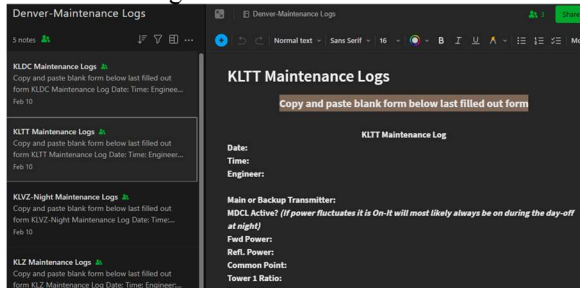 Denver-Maintenance Logs
5 notes
KLDC Maintenance Logs
Copy and paste blank form below last filled out
form KLDC Maintenance Log Date: Time: Enginee...
Feb 10
KLTT Maintenance Logs
Copy and paste blank form below last filled out
form KLTT Maintenance Log Date: Time: Engineer...
Feb 10
KLVZ-Night Maintenance Logs
Copy and paste blank form below last filled out
form KLVZ-Night Maintenance Log Date: Time:...
Feb 10
KLZ Maintenance Logs
Copy and paste blank form below last filled out
form KLZ Maintenance Log Date: Time: Engineer:...
Denver-Maintenance Logs
3
Share
Normal text
Sans Serif
16
B I U A
Mo
KLTT Maintenance Logs
Copy and paste blank form below last filled out form
KLTT Maintenance Log
Date:
Time:
Engineer:
Main or Backup Transmitter:
MDCL Active? (If power fluctuates it is On-It will most likely always be on during the day-off
at night)
Fwd Power:
Refl. Power:
Common Point:
Tower 1 Ratio: